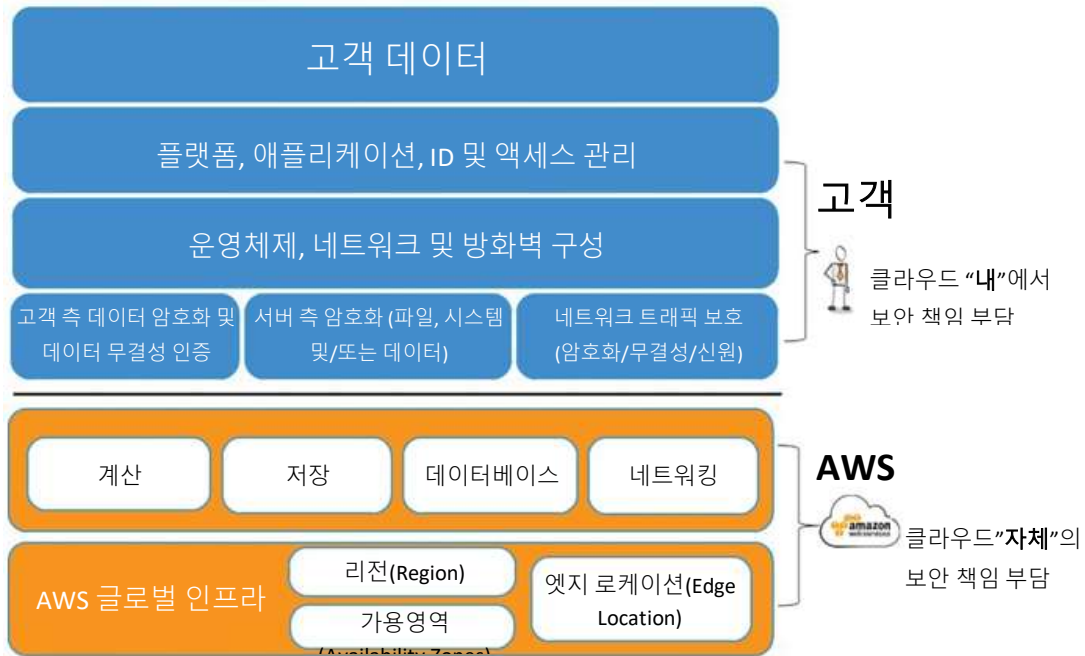 고객 데이터
플랫폼, 애플리케이션, ID 및 액세스 관리
운영체제, 네트워크 및 방화벽 구성
고객 측 데이터 암호화 및
데이터 무결성 인증
서버 측 암호화 (파일, 시스템
및/또는 데이터)
네트워크 트래픽 보호
(암호화/무결성/신원)
고객
클라우드 “내”에서
보안 책임 부담
계산
저장
데이터베이스
네트워킹
AWS 글로벌 인프라
리전(Region)
가용영역
(Availability Zones)
엣지 로케이션(Edge
Location)
AWS
amazon
web services
클라우드”자체”의
보안 책임 부담